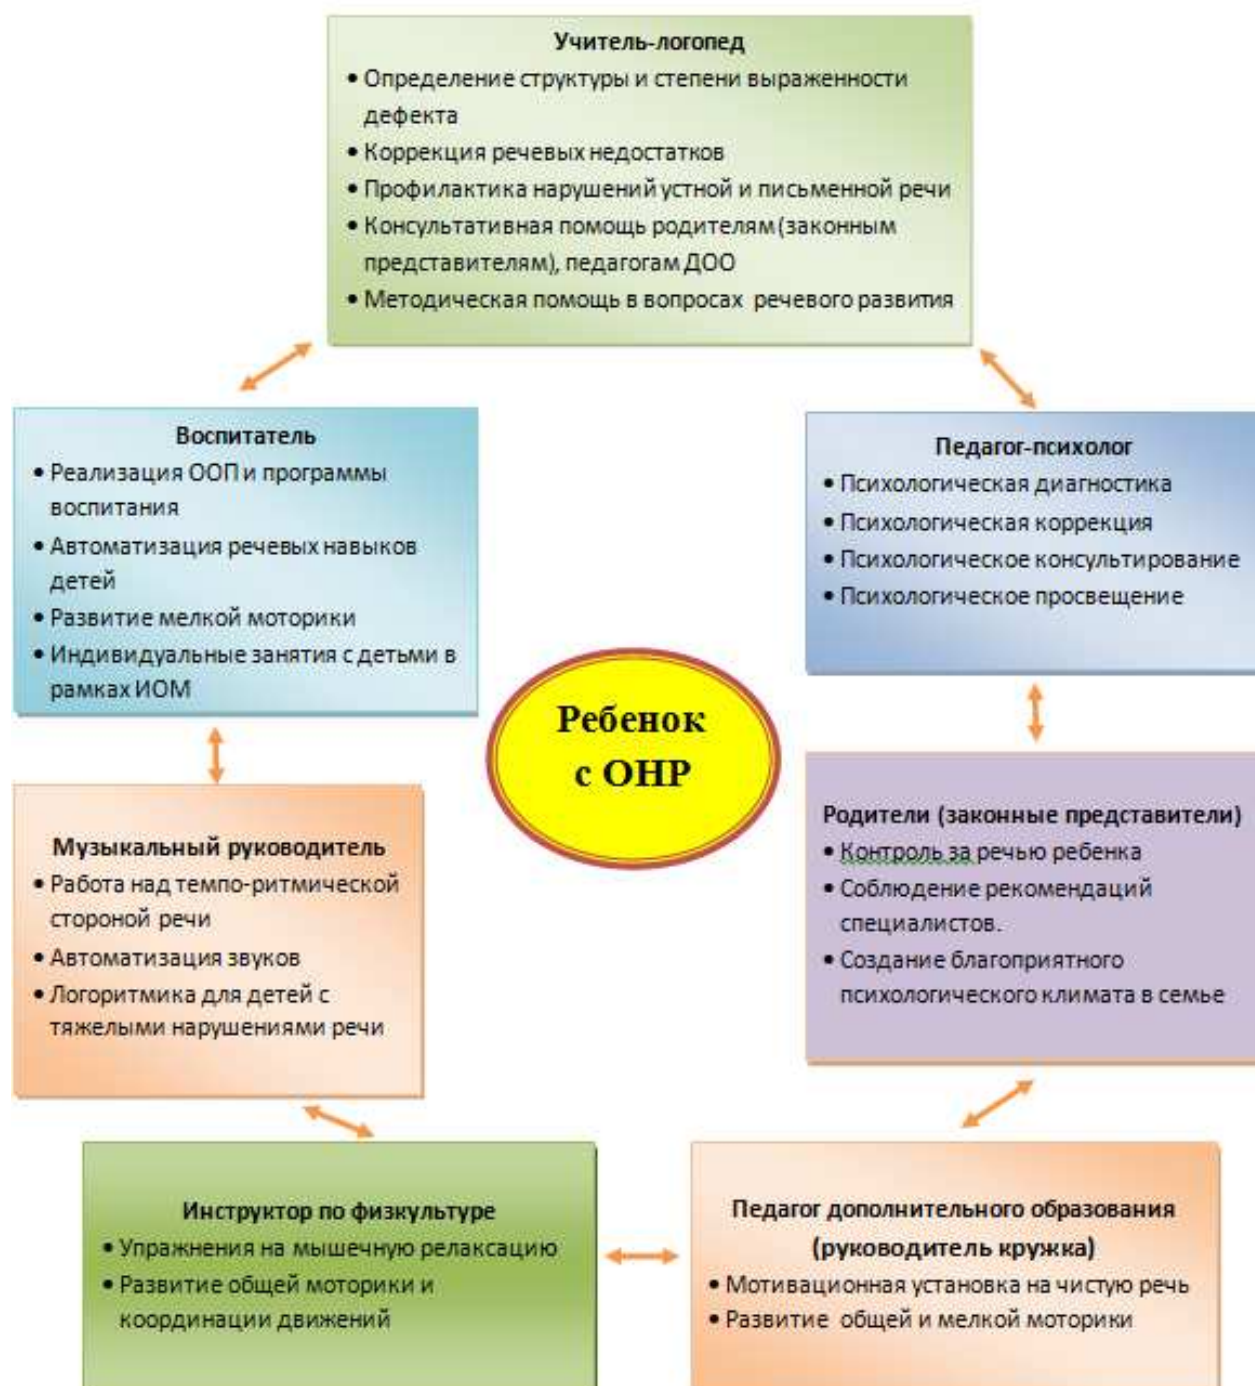 Учитель-логопед
• Определение структуры и степени выраженности
дефекта
• Коррекция речевых недостатков
• Профилактика нарушений устной и письменной речи
• Консультативная помощь родителям (законным
представителям), педагогам ДОО
• Методическая помощь в вопросах речевого развития
Воспитатель
• Реализация ООП и программы
воспитания
• Автоматизация речевых навыков
детей
• Развитие мелкой моторики
• Индивидуальные занятия с детьми в
рамках ИОМ
Педагог-психолог
• Психологическая диагностика
• Психологическая коррекция
• Психологическое консультирование
• Психологическое просвещение
Ребенок
с ОНР
Музыкальный руководитель
• Работа над темпо-ритмической
стороной речи
• Автоматизация звуков
• Логоритмика для детей с
тяжелыми нарушениями речи
Родители (законные представители)
• Контроль за речью ребенка
• Соблюдение рекомендаций
специалистов.
• Создание благоприятного
психологического климата в семье
Инструктор по физкультуре
• Упражнения на мышечную релаксацию
• Развитие общей моторики и
координации движений
Педагог дополнительного образования
(руководитель кружка)
• Мотивационная установка на чистую речь
• Развитие общей и мелкой моторики